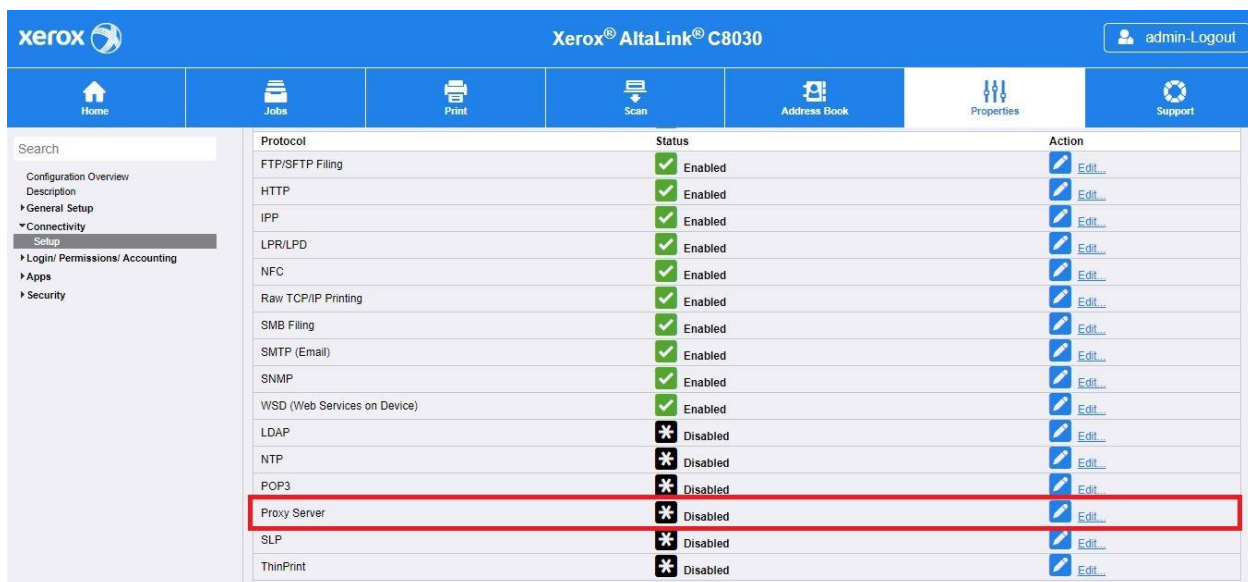 xerox
Xerox® AltaLink® C8030
admin-Logout
Home
Jobs
Print
Scan
Address Book
Properties
Support
Search
Configuration Overview
Description
General Setup
Connectivity
Setup
Login/ Permissions/ Accounting
Apps
Security
Protocol Status Action
FTP/SFTP Filing Enabled Edit...
HTTP Enabled Edit...
IPP Enabled Edit...
LPR/LPD Enabled Edit...
NFC Enabled Edit...
Raw TCP/IP Printing Enabled Edit...
SMB Filing Enabled Edit...
SMTP (Email) Enabled Edit...
SNMP Enabled Edit...
WSD (Web Services on Device) Enabled Edit...
LDAP Disabled Edit...
NTP Disabled Edit...
POP3 Disabled Edit...
Proxy Server Disabled Edit...
SLP Disabled Edit...
ThinPrint Disabled Edit...